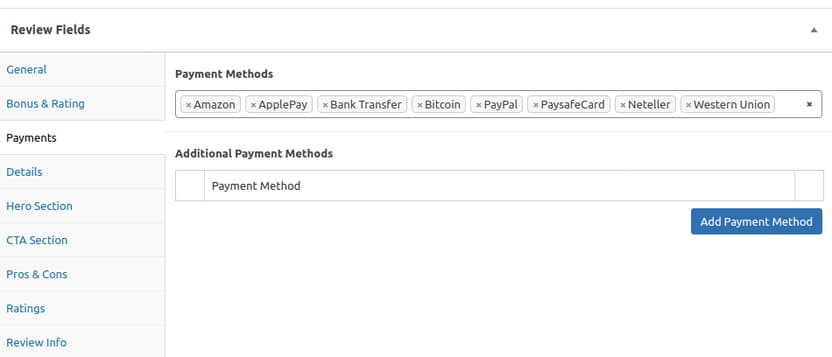 Review Fields
General
Bonus & Rating
Payments
Details
Hero Section
CTA Section
Pros & Cons
Ratings
Review Info
Payment Methods
×Amazon ×ApplePay ×Bank Transfer ×Bitcoin ×PayPal ×PaysafeCard ×Neteller ×Western Union ×
Additional Payment Methods
Payment Method
Add Payment Method